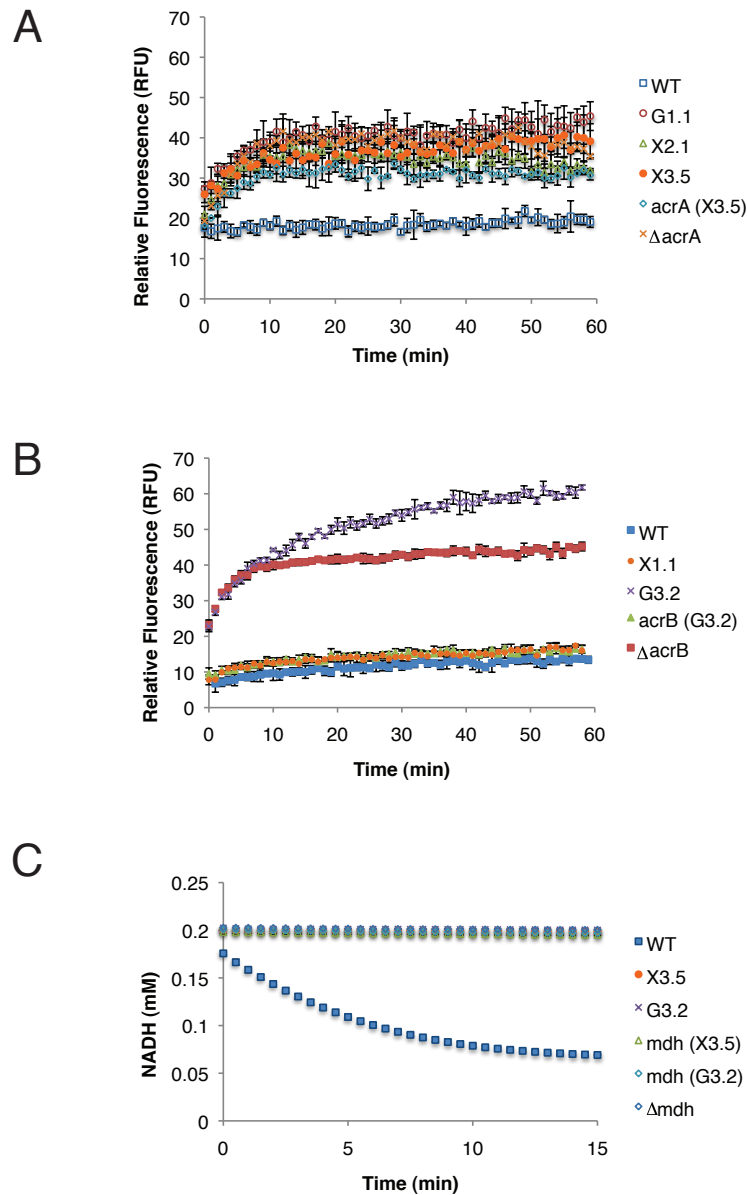 A
Relative Fluorescence (RFU)
70
60
50
40
30
20
10
0
0 10 20 30 40 50 60
Time (min)
WT
G1.1
X2.1
X3.5
acrA (X3.5)
ΔacrA
B
Relative Fluorescence (RFU)
70
60
50
40
30
20
10
0
0 10 20 30 40 50 60
Time (min)
WT
X1.1
G3.2
acrB (G3.2)
ΔacrB
C
NADH (mM)
0.25
0.2
0.15
0.1
0.05
0
0 5 10 15
Time (min)
WT
X3.5
G3.2
mdh (X3.5)
mdh (G3.2)
Δmdh